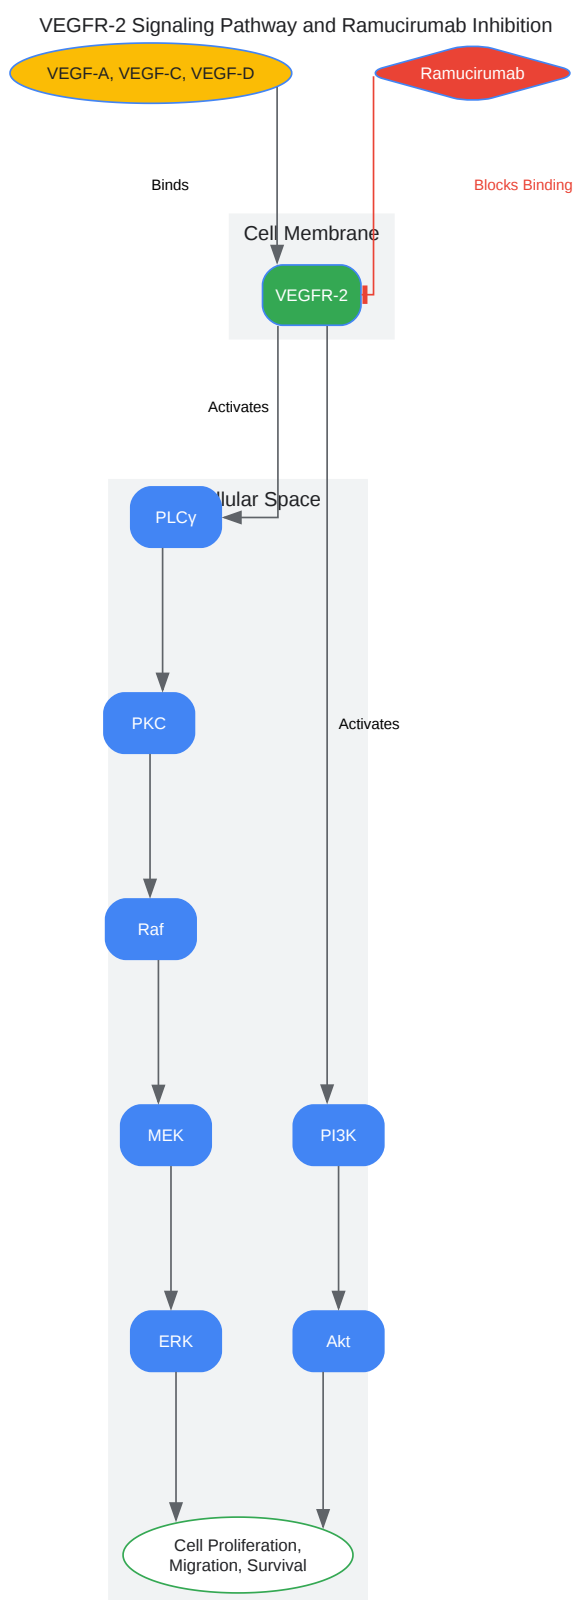 VEGFR-2 Signaling Pathway and Ramucirumab Inhibition
VEGF-A, VEGF-C, VEGF-D
Ramucirumab
Binds
Blocks Binding
Cell Membrane
VEGFR-2
Activates
Space
PLCγ
PKC
Activates
Raf
MEK
PI3K
ERK
Akt
Cell Proliferation,
Migration, Survival